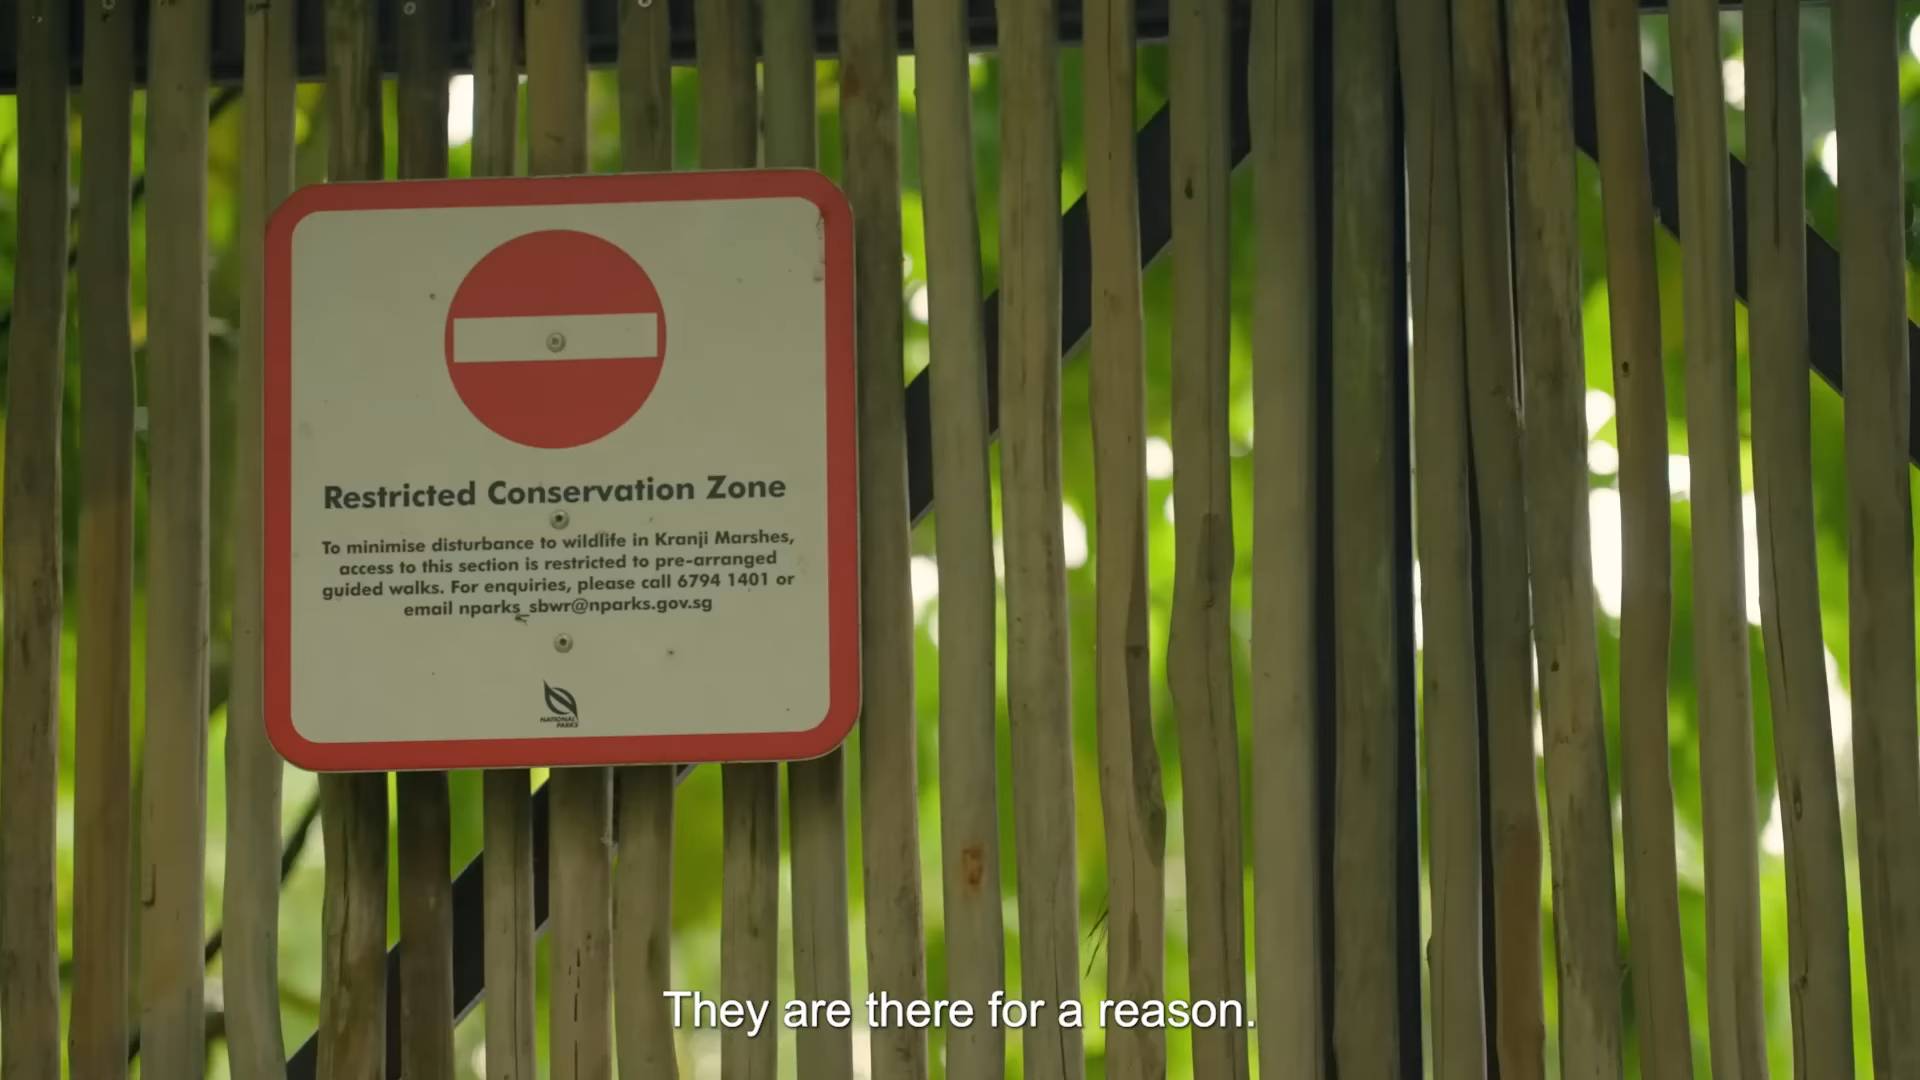 Restricted Conservation Zone
To minimise disturbance to wildlife in Kranji Marshes,
access to this section is restricted to pre-arranged
guided walks. For enquiries, please call 6794 1401 or
email nparks_sbwr@nparks.gov.sg
NATIONAL
PARKS
They are there for a reason.